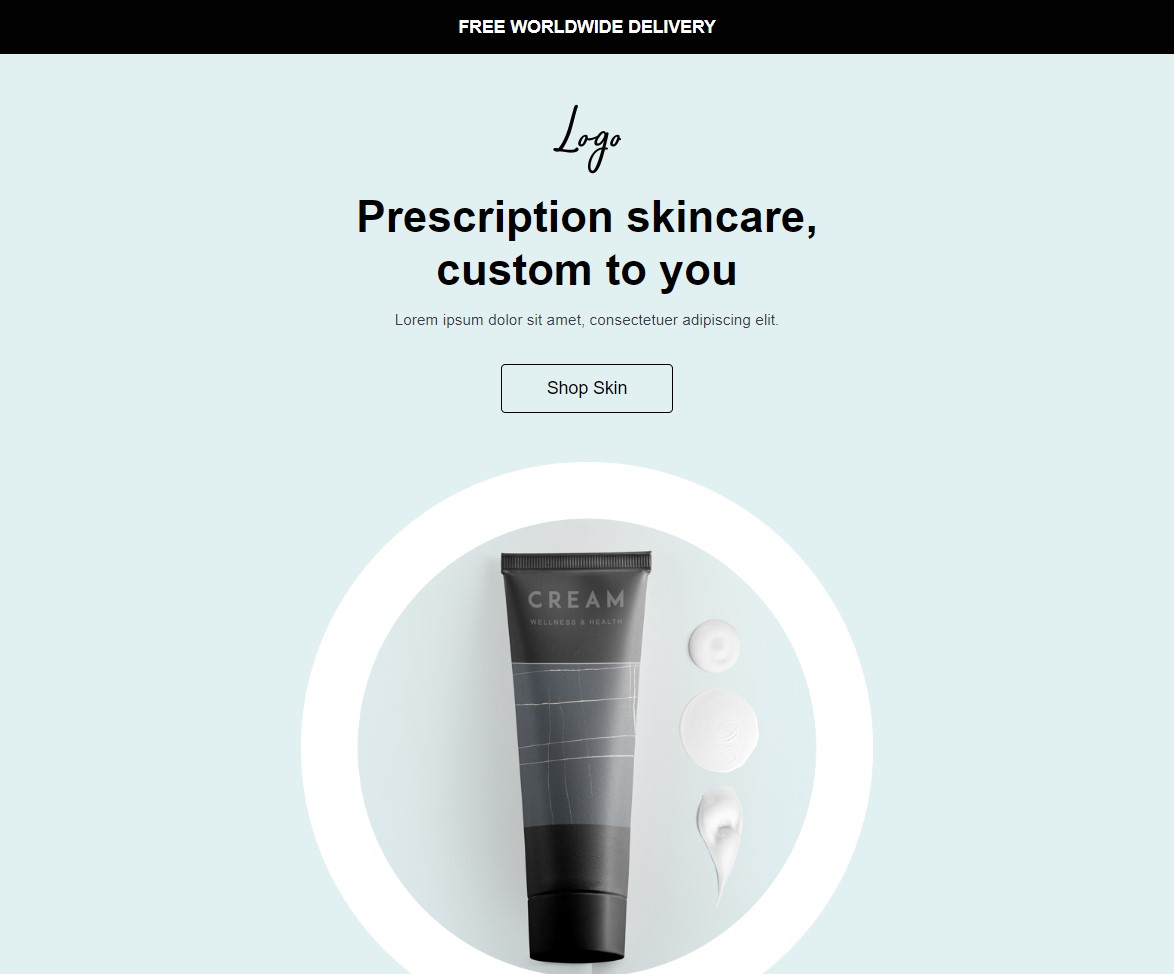 FREE WORLDWIDE DELIVERY
Logo
Prescription skincare,
custom to you
Lorem ipsum dolor sit amet, consectetuer adipiscing elit.
Shop Skin
CREAM
WELLNESS & HEALTH